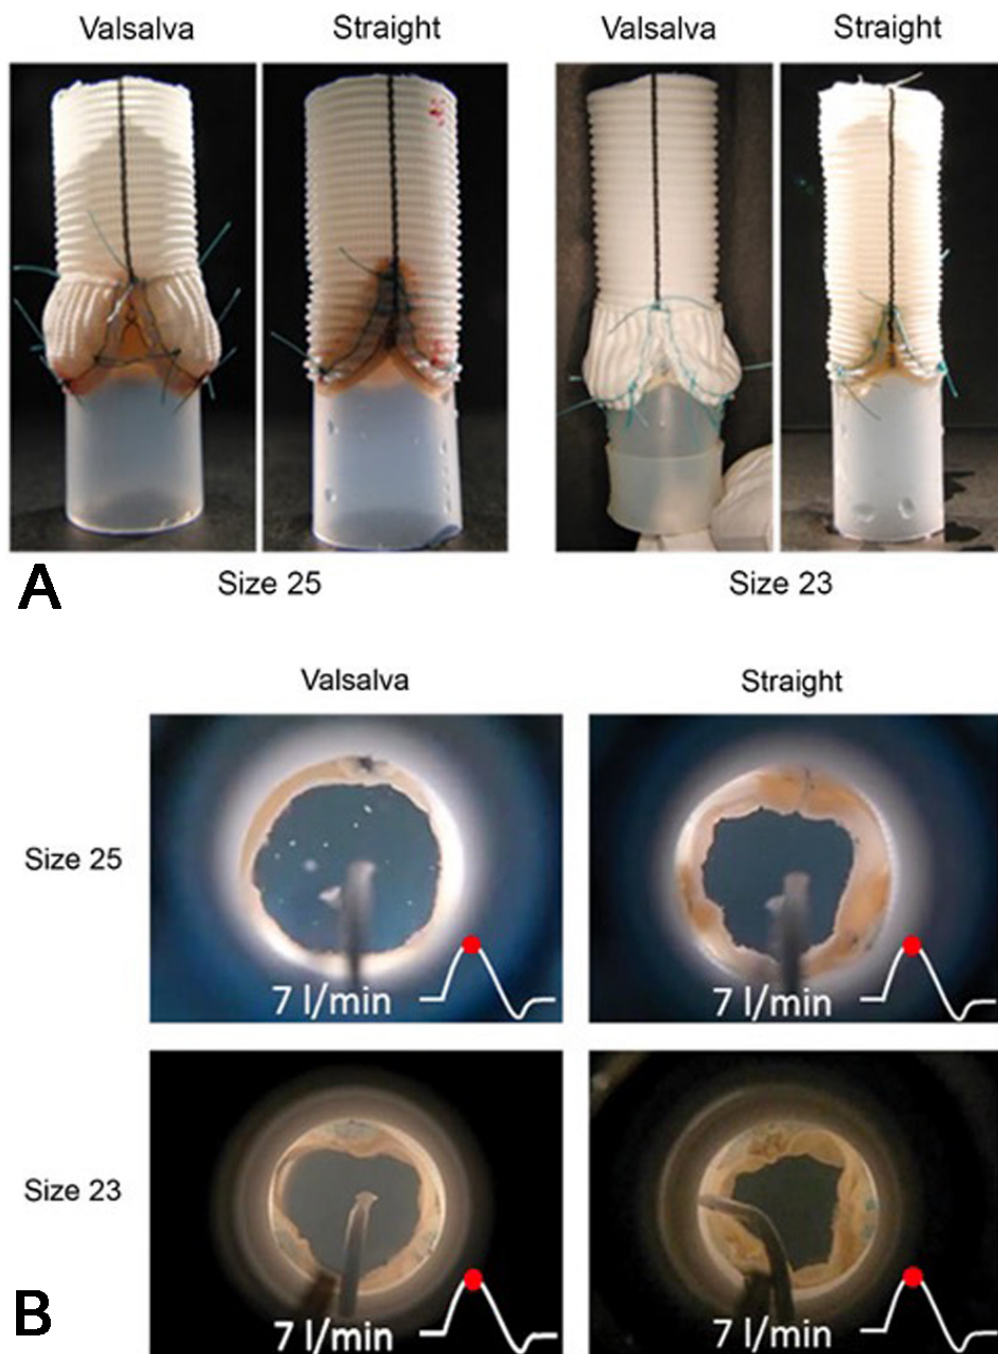 Valsalva Straight Valsalva Straight
A Size 25 Size 23
Valsalva Straight
Size 25
7 l/min 7 l/min
Size 23
B 7 l/min 7 l/min